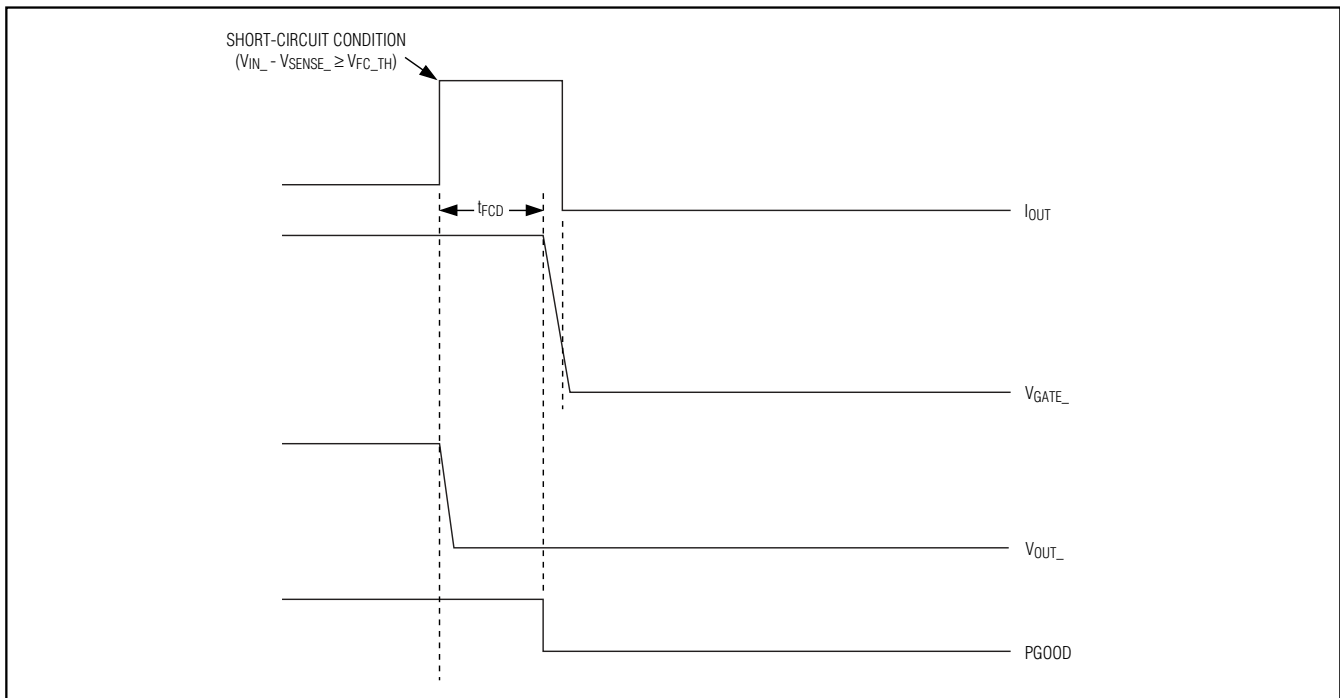 SHORT-CIRCUIT CONDITION
(VIN_ - VSENSE_ ≥ VFC_TH)
tFCD
IOUT
VGATE_
VOUT_
PGOOD